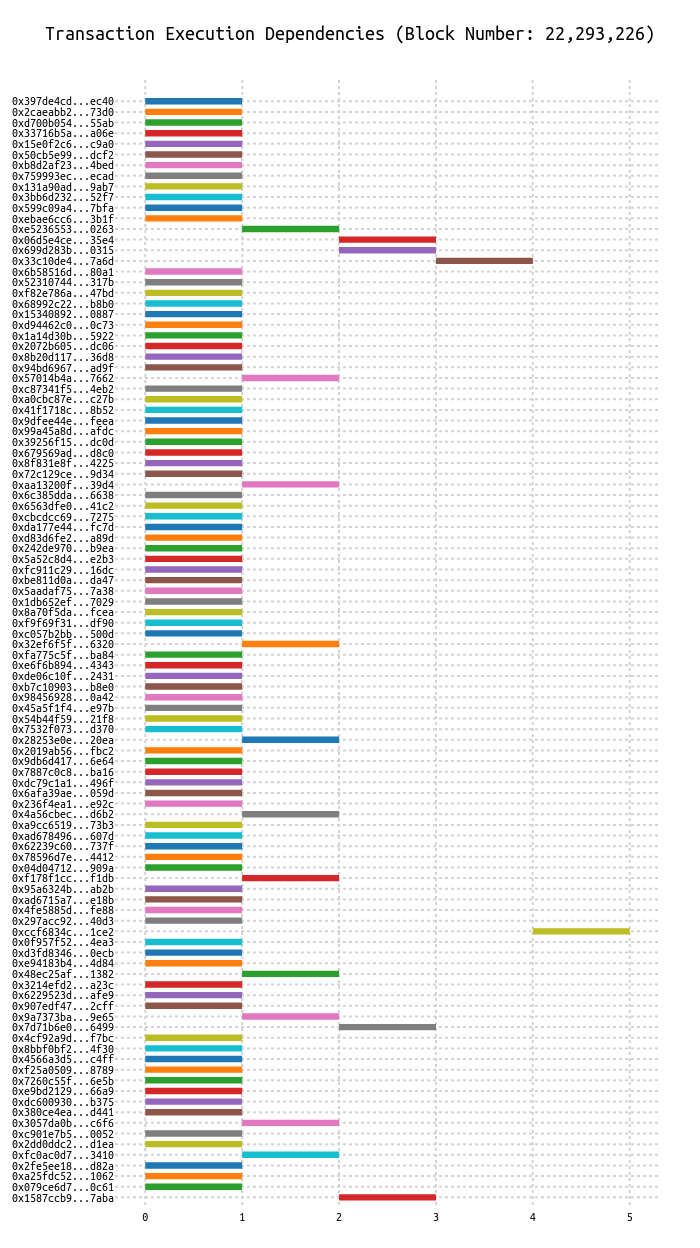 Transaction Execution Dependencies (Block Number: 22,293,226)
0x397de4cd...ec40
0x2caeabb2...73d0
0xd700b054...55ab
0x33716b5a...a06e
0x15e0f2c6...c9a0
0x50cb5e99...dcf2
0xb8d2af23...4bed
0x759993ec...ecad
0x131a90ad...9ab7
0x3bb6d232...52f7
0x599c09a4...7bfa
0xebae6cc6...3b1f
0xe5236553...0263
0x06d5e4ce...35e4
0x699d283b...0315
0x33c10de4...7a6d
0x6b58516d...80a1
0x52310744...317b
0xf82e786a...47bd
0x68992c22...b8b0
0x15340892...0887
0xd94462c0...0c73
0x1a14d30b...5922
0x2072b605...dc06
0x8b20d117...36d8
0x94bd6967...ad9f
0x57014b4a...7662
0xc87341f5...4eb2
0xa0cbc87e...c27b
0x41f1718c...8b52
0x9dfee44e...feea
0x99a45a8d...afdc
0x39256f15...dc0d
0x679569ad...d8c0
0x8f831e8f...4225
0x72c129ce...9d34
0xaa13200f...39d4
0x6c385dda...6638
0x6563dfe0...41c2
0xcbcdcc69...7275
0xda177e44...fc7d
0xd83d6fe2...a89d
0x242de970...b9ea
0x5a52c8d4...e2b3
0xfc911c29...16dc
0xbe811d0a...da47
0x5aadaf75...7a38
0x1db652ef...7029
0x8a70f5da...fcea
0xf9f69f31...df90
0xc057b2bb...500d
0x32ef6f5f...6320
0xfa775c5f...ba84
0xe6f6b894...4343
0xde06c10f...2431
0xb7c10903...b8e0
0x98456928...0a42
0x45a5f1f4...e97b
0x54b44f59...21f8
0x7532f073...d370
0x28253e0e...20ea
0x2019ab56...fbc2
0x9db6d417...6e64
0x7887c0c8...ba16
0xdc79c1a1...496f
0x6afa39ae...059d
0x236f4ea1...e92c
0x4a56cbec...d6b2
0xa9cc6519...73b3
0xad678496...607d
0x62239c60...737f
0x78596d7e...4412
0x04d04712...909a
0xf178f1cc...f1db
0x95a6324b...ab2b
0xad6715a7...e18b
0x4fe5885d...fe88
0x297acc92...40d3
0xccf6834c...1ce2
0x0f957f52...4ea3
0xd3fd8346...0ecb
0xe94183b4...4d84
0x48ec25af...1382
0x3214efd2...a23c
0x6229523d...afe9
0x907edf47...2cff
0x9a7373ba...9e65
0x7d71b6e0...6499
0x4cf92a9d...f7bc
0x8bbf0bf2...4f30
0x4566a3d5...c4ff
0xf25a0509...8789
0x7260c55f...6e5b
0xe9bd2129...66a9
0xdc600930...b375
0x380ce4ea...d441
0x3057da0b...c6f6
0xc901e7b5...0052
0x2dd0ddc2...d1ea
0xfc0ac0d7...3410
0x2fe5ee18...d82a
0xa25fdc52...1062
0x079ce6d7...0c61
0x1587ccb9...7aba
0 1 2 3 4 5